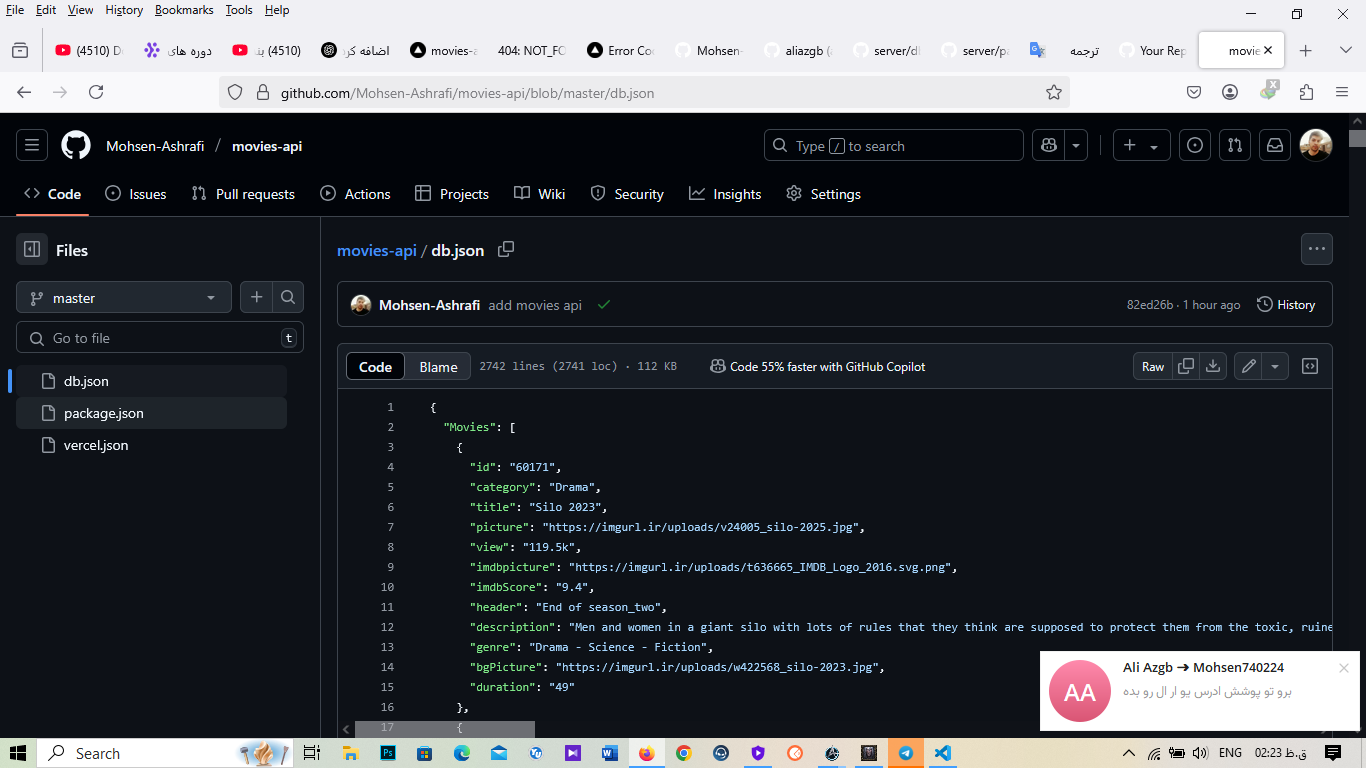 File Edit View History Bookmarks Tools Help
(4510) دوره های (4510) اضافه کرد movies-a 404: NOT_FO Error Co Mohsen- aliazgb ( server/d server/pa ترجمه Your Rep movie
github.com/Mohsen-Ashrafi/movies-api/blob/master/db.json
Mohsen-Ashrafi / movies-api
Type / to search
Code Issues Pull requests Actions Projects Wiki Security Insights Settings
Files
movies-api / db.json
master
Go to file t
db.json
package.json
vercel.json
Mohsen-Ashrafi add movies api
82ed26b · 1 hour ago History
Code Blame 2742 lines (2741 loc) · 112 KB Code 55% faster with GitHub Copilot Raw
1 {
2 "Movies": [
3 {
4 "id": "60171",
5 "category": "Drama",
6 "title": "Silo 2023",
7 "picture": "https://imgurl.ir/uploads/v24005_silo-2025.jpg",
8 "view": "119.5k",
9 "imdbpicture": "https://imgurl.ir/uploads/t636665_IMDB_Logo_2016.svg.png",
10 "imdbScore": "9.4",
11 "header": "End of season_two",
12 "description": "Men and women in a giant silo with lots of rules that they think are supposed to protect them from the toxic, ruine
13 "genre": "Drama - Science - Fiction",
14 "bgPicture": "https://imgurl.ir/uploads/w422568_silo-2023.jpg",
15 "duration": "49"
16 },
17 {
AA
Ali Azgb ➜ Mohsen740224
برو تو پوشش ادرس یو ار ال رو بده
Search
ENG
02:23 ق.ظ